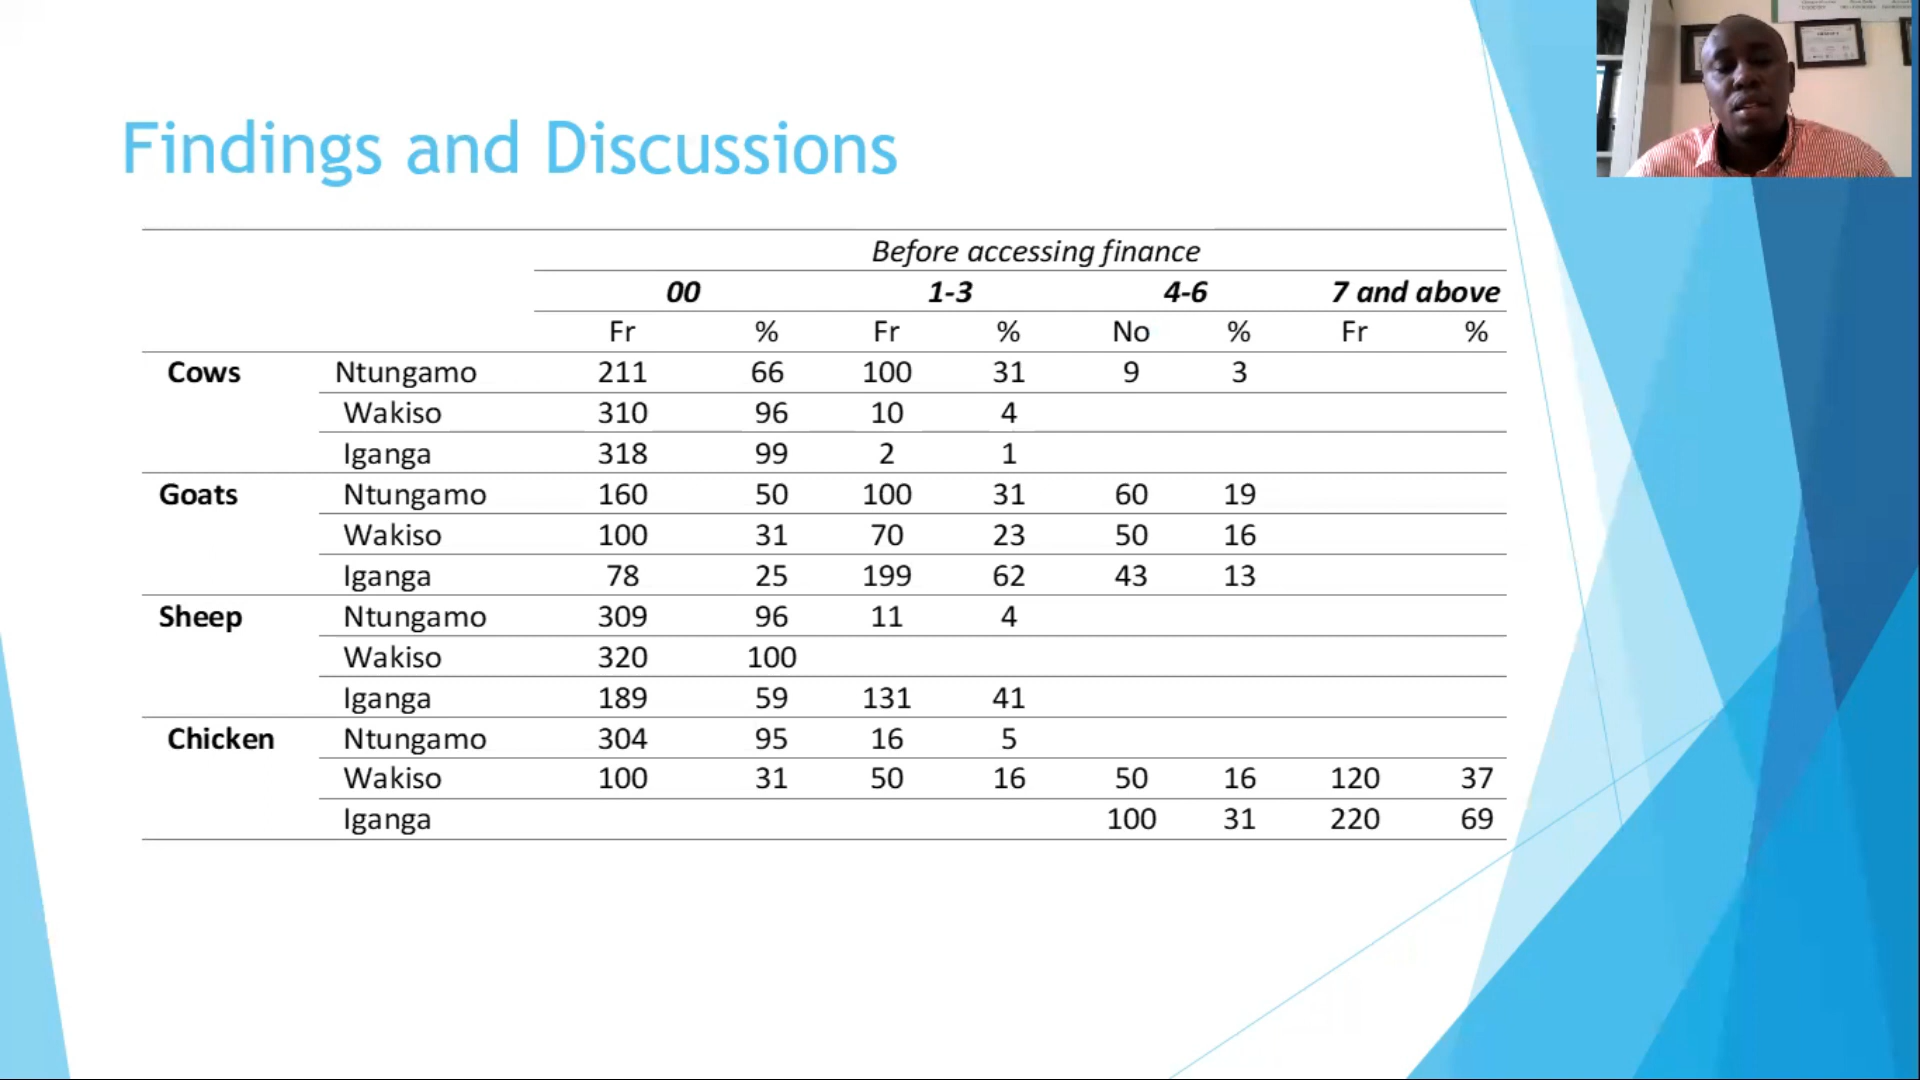 Findings and Discussions
Before accessing finance
00 1-3 4-6 7 and above
Fr % Fr % No % Fr %
Cows Ntungamo 211 66 100 31 9 3
Wakiso 310 96 10 4
Iganga 318 99 2 1
Goats Ntungamo 160 50 100 31 60 19
Wakiso 100 31 70 23 50 16
Iganga 78 25 199 62 43 13
Sheep Ntungamo 309 96 11 4
Wakiso 320 100
Iganga 189 59 131 41
Chicken Ntungamo 304 95 16 5
Wakiso 100 31 50 16 50 16 120 37
Iganga 100 31 220 69